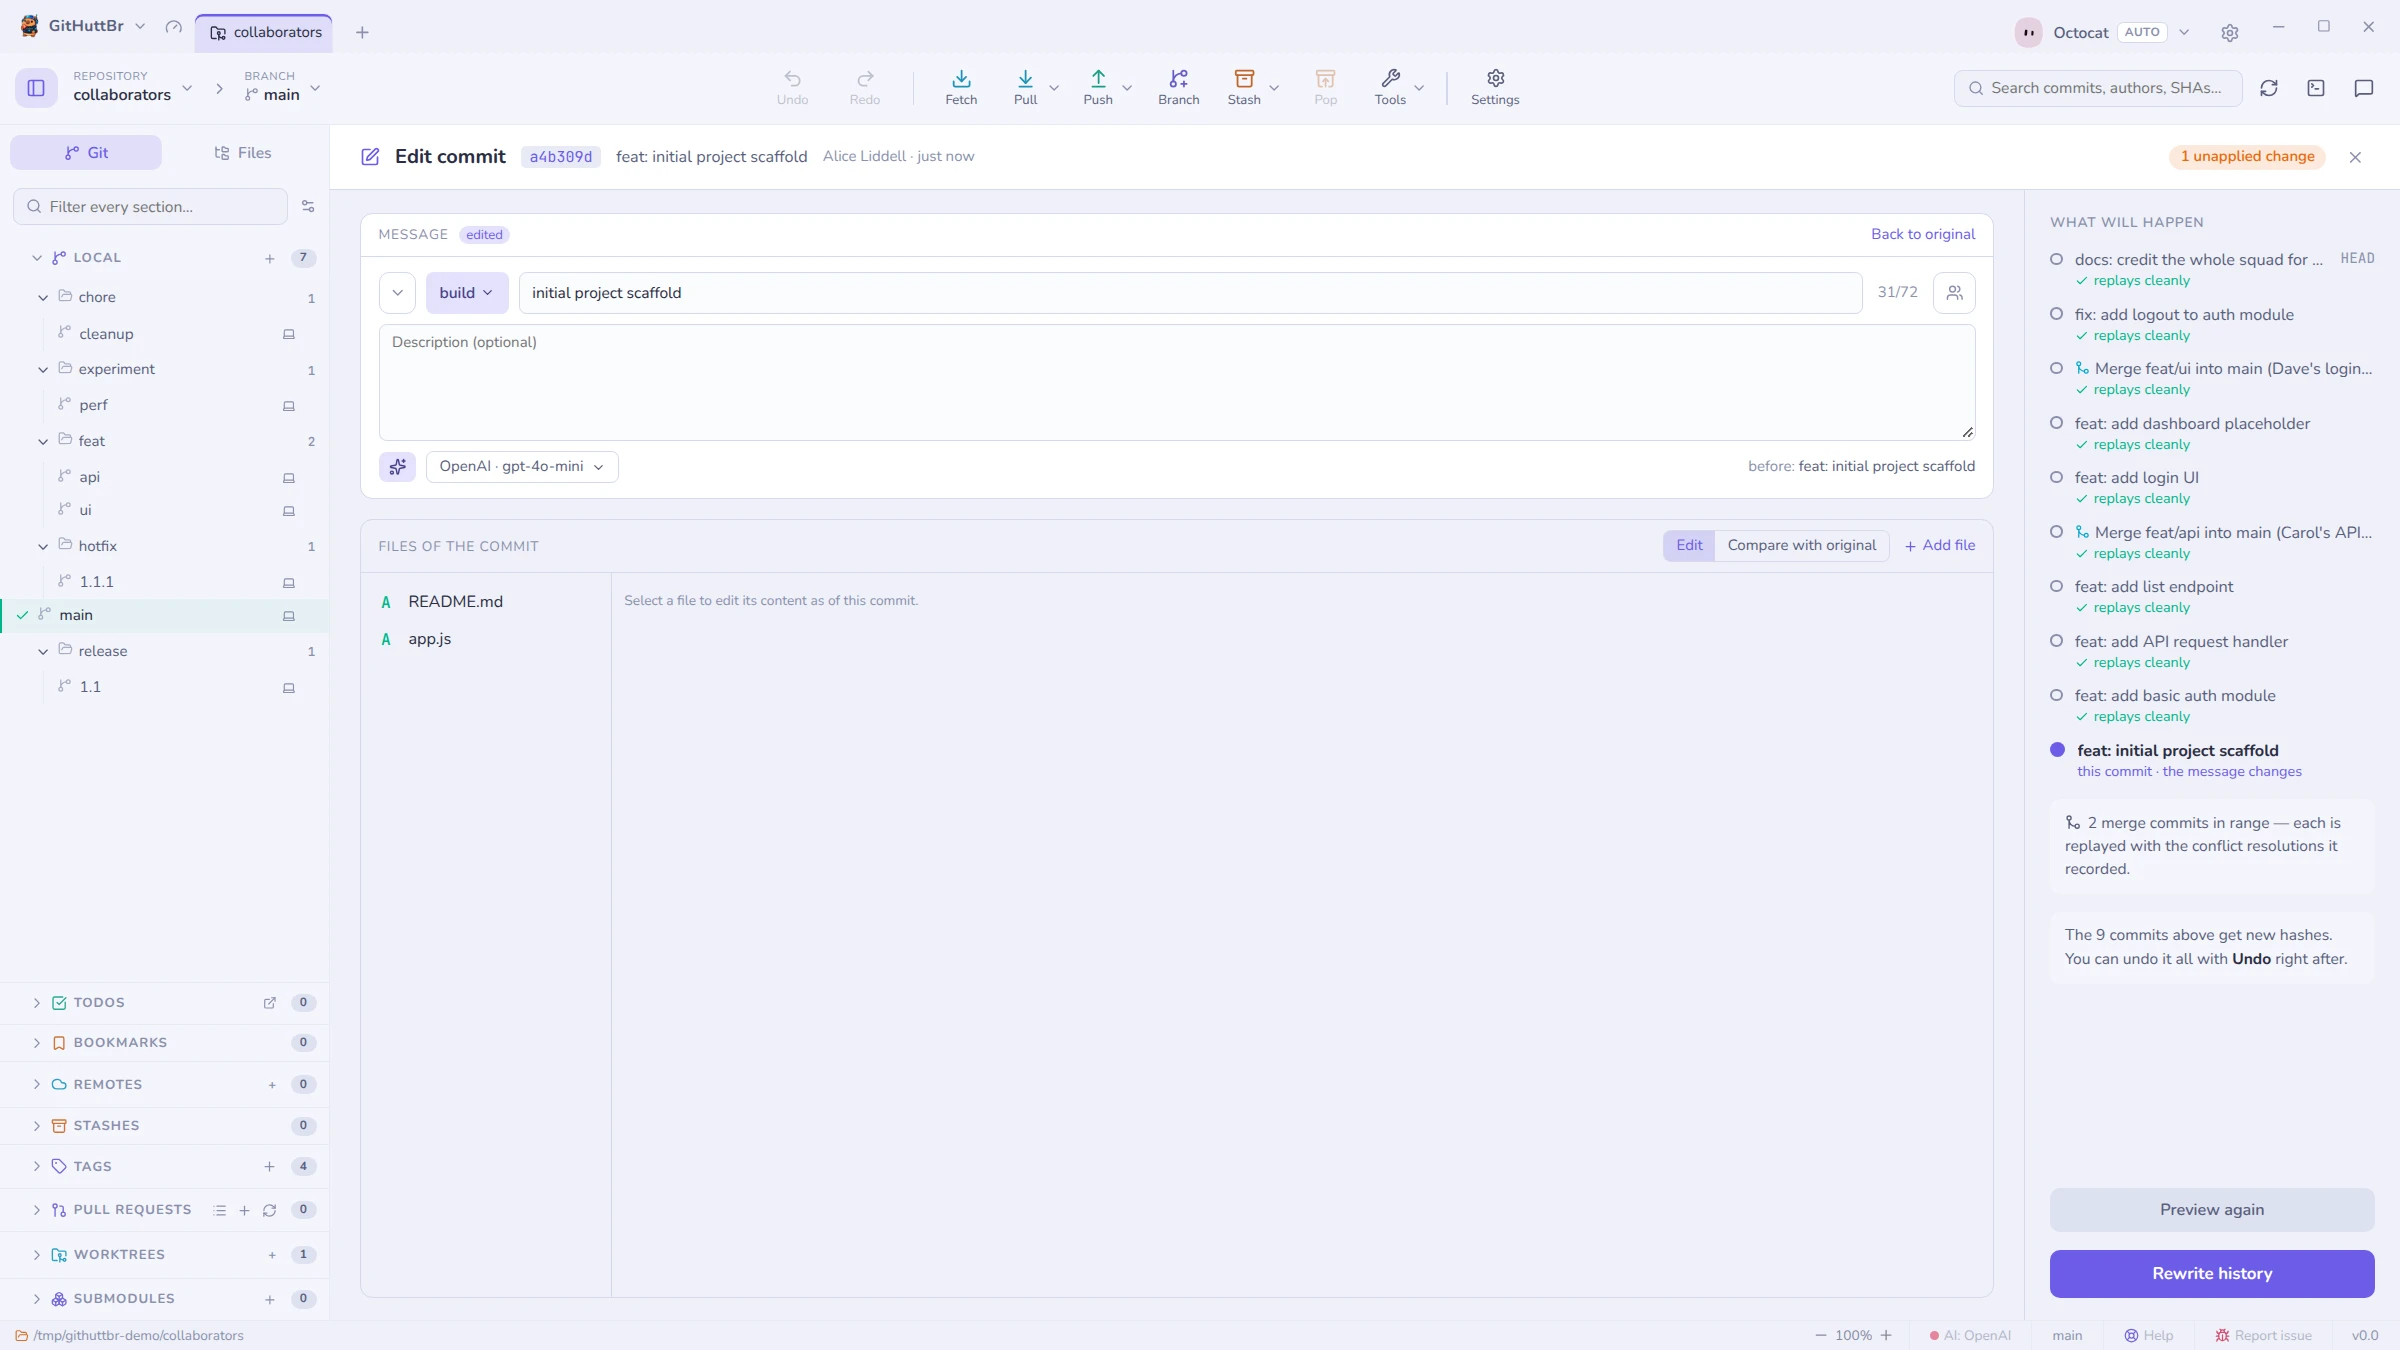 GitHuttBr
collaborators
Octocat AUTO
REPOSITORY
collaborators
BRANCH
main
Undo
Redo
Fetch
Pull
Push
Branch
Stash
Pop
Tools
Settings
Search commits, authors, SHAs...
Git
Files
Filter every section...
LOCAL 7
chore 1
cleanup
experiment 1
perf
feat 2
api
ui
hotfix 1
1.1.1
main
release 1
1.1
TODOS 0
BOOKMARKS 0
REMOTES 0
STASHES 0
TAGS 4
PULL REQUESTS 0
WORKTREES 1
SUBMODULES 0
Edit commit a4b309d feat: initial project scaffold Alice Liddell · just now
1 unapplied change
MESSAGE edited
Back to original
build initial project scaffold 31/72
Description (optional)
OpenAI · gpt-4o-mini
before: feat: initial project scaffold
FILES OF THE COMMIT
Edit Compare with original + Add file
A README.md
A app.js
Select a file to edit its content as of this commit.
WHAT WILL HAPPEN
docs: credit the whole squad for ... HEAD
replays cleanly
fix: add logout to auth module
replays cleanly
Merge feat/ui into main (Dave's login...
replays cleanly
feat: add dashboard placeholder
replays cleanly
feat: add login UI
replays cleanly
Merge feat/api into main (Carol's API...
replays cleanly
feat: add list endpoint
replays cleanly
feat: add API request handler
replays cleanly
feat: add basic auth module
replays cleanly
feat: initial project scaffold
this commit · the message changes
2 merge commits in range — each is
replayed with the conflict resolutions it
recorded.
The 9 commits above get new hashes.
You can undo it all with Undo right after.
Preview again
Rewrite history
/tmp/githuttbr-demo/collaborators
100%
AI: OpenAI
main
Help
Report issue
v0.0